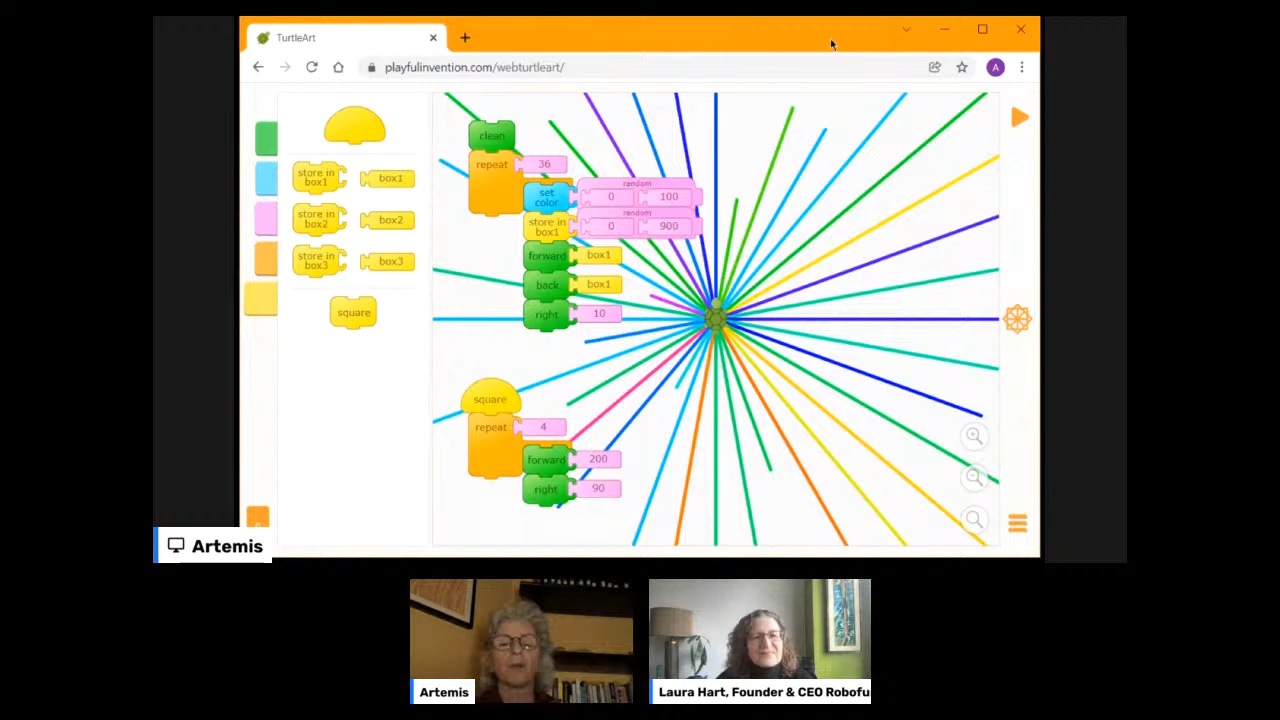 TurtleArt
playfulinvention.com/webturtleart/
A
store in box1
box1
store in box2
box2
store in box3
box3
square
clean
repeat 36
set color random 0 100
store in box1 random 0 900
forward box1
back box1
right 10
square
repeat 4
forward 200
right 90
Artemis
Artemis
Laura Hart, Founder & CEO Robofu